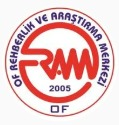 OF REHBERLİK VE ARAŞTIRMA MERKEZİ
RAM
2005
OF